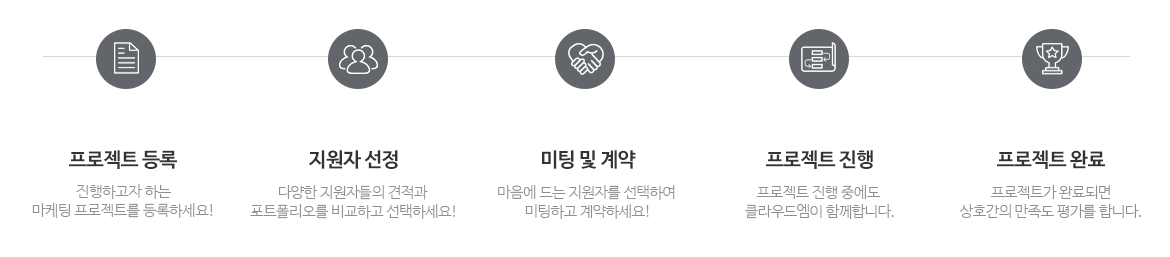 프로젝트 등록
진행하고자 하는
마케팅 프로젝트를 등록하세요!
지원자 선정
다양한 지원자들의 견적과
포트폴리오를 비교하고 선택하세요!
미팅 및 계약
마음에 드는 지원자를 선택하여
미팅하고 계약하세요!
프로젝트 진행
프로젝트 진행 중에도
클라우드엠이 함께합니다.
프로젝트 완료
프로젝트가 완료되면
상호간의 만족도 평가를 합니다.